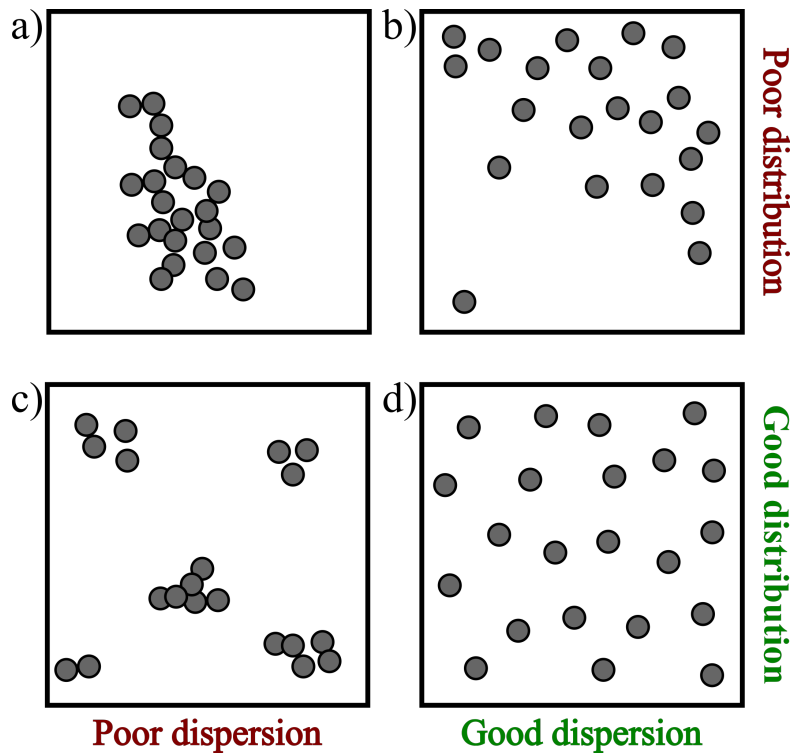 a)
b)
Poor distribution
c)
d)
Good distribution
Poor dispersion
Good dispersion